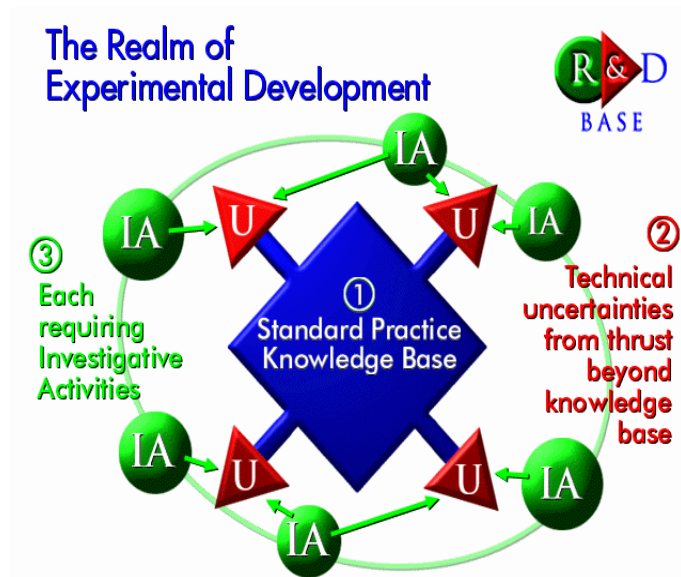 The Realm of
Experimental Development
R&D
BASE
IA
IA
U
U
IA
③
Each
requiring
Investigative
Activities
①
Standard Practice
Knowledge Base
②
Technical
uncertainties
from thrust
beyond
knowledge
base
IA
U
U
IA
IA